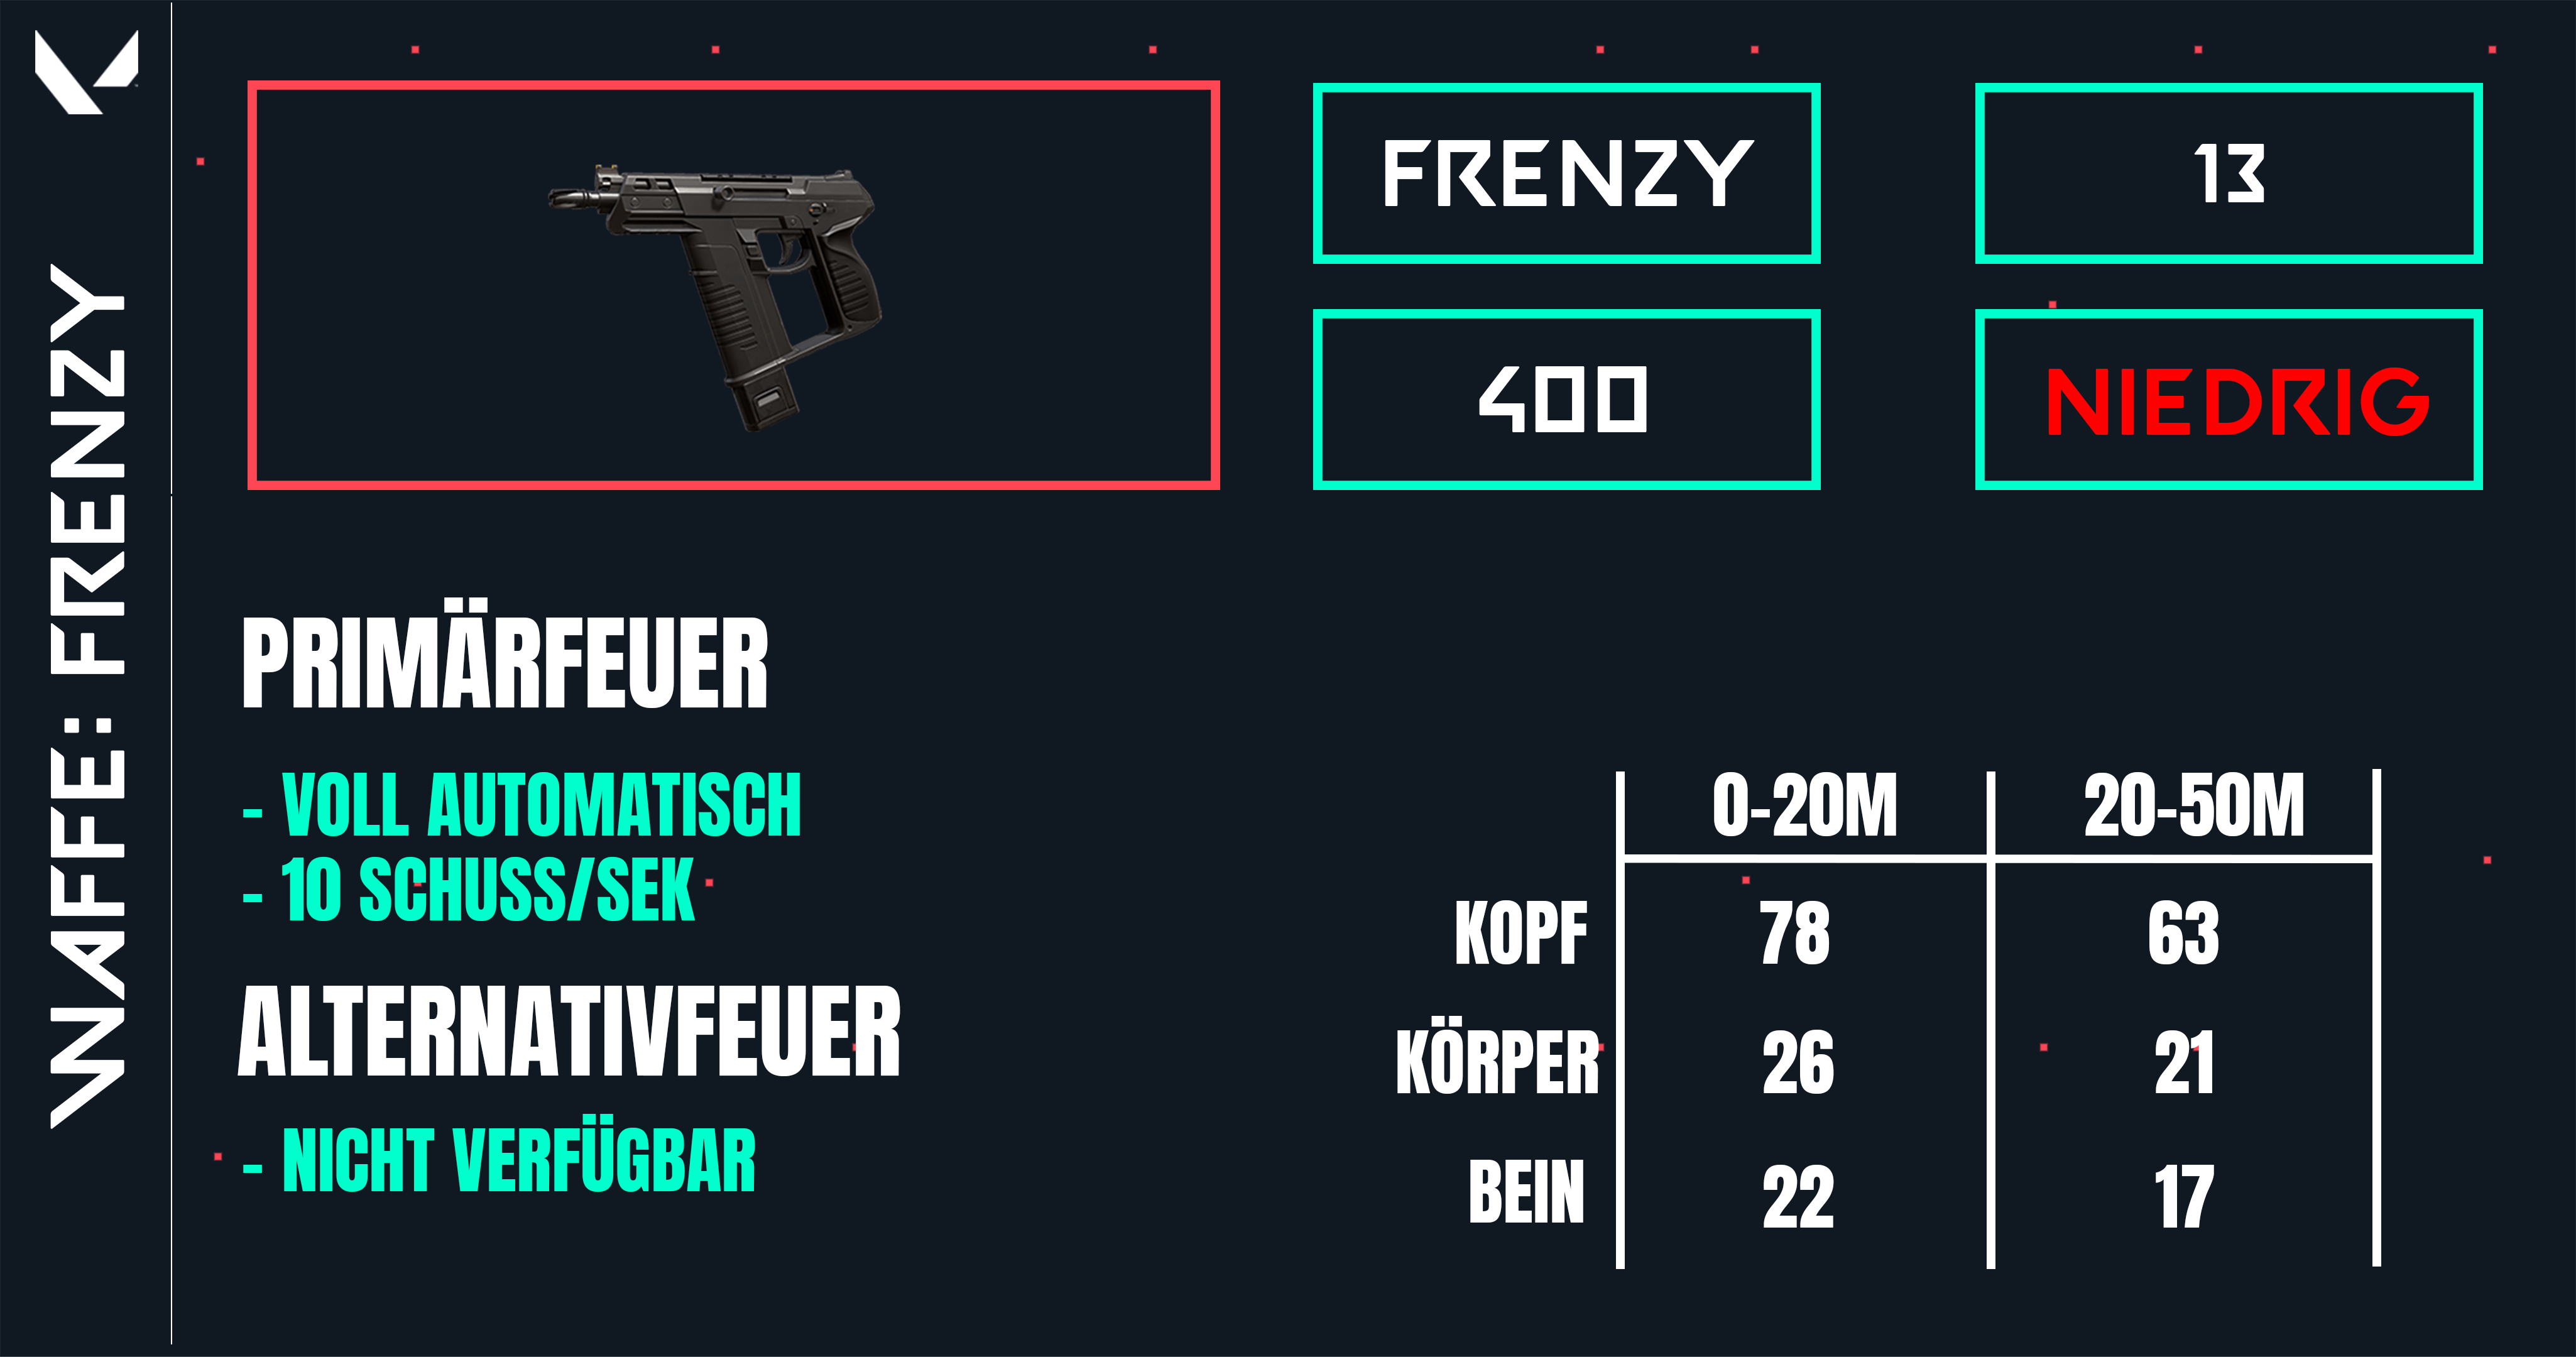 WAFFE: FRENZY
FRENZY
13
400
NIEDRIG
PRIMÄRFEUER
- VOLL AUTOMATISCH
- 10 SCHUSS/SEK
ALTERNATIVFEUER
- NICHT VERFÜGBAR
0-20M 20-50M
KOPF 78 63
KÖRPER 26 21
BEIN 22 17